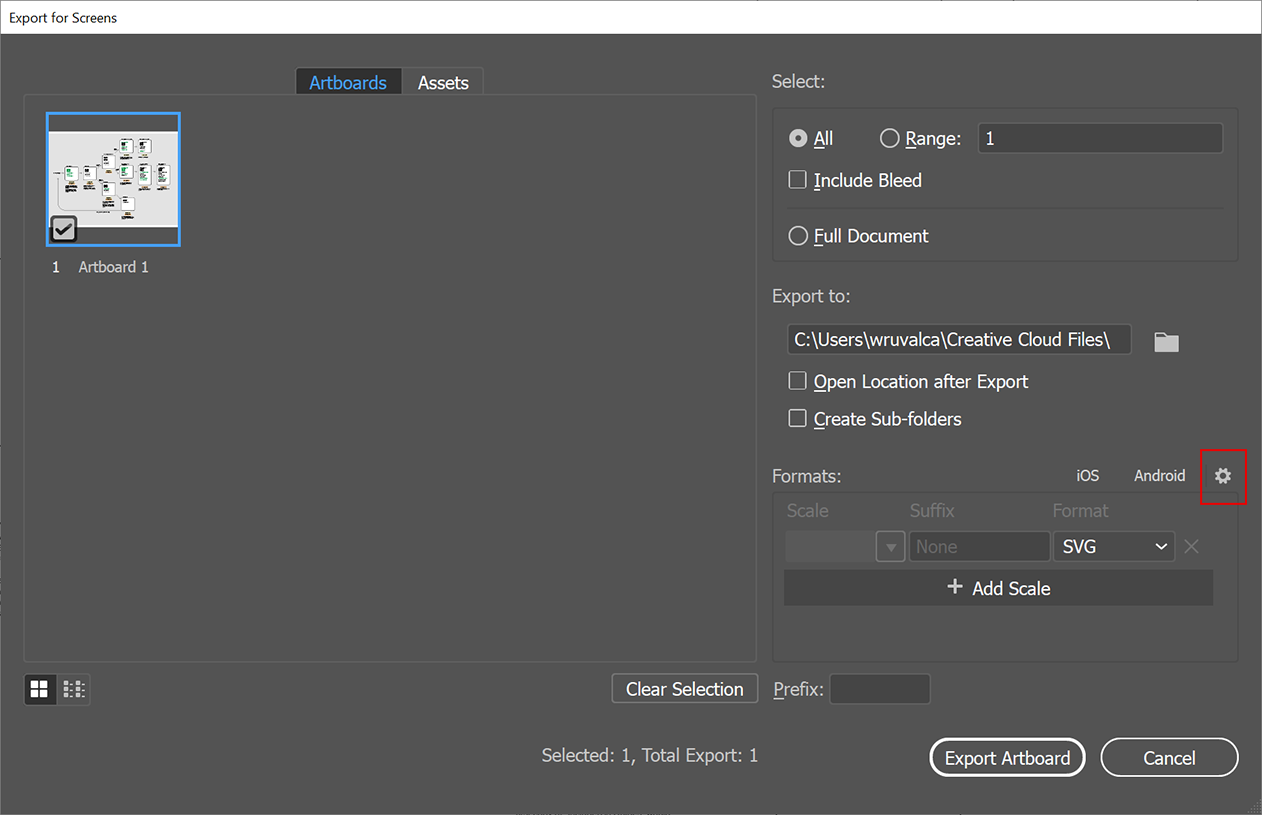 Export for Screens
Artboards Assets
1 Artboard 1
Select:
All Range: 1
Include Bleed
Full Document
Export to:
C:\Users\wruvalca\Creative Cloud Files\
Open Location after Export
Create Sub-folders
Formats: iOS Android
Scale Suffix Format
None SVG
+ Add Scale
Clear Selection Prefix:
Selected: 1, Total Export: 1
Export Artboard Cancel